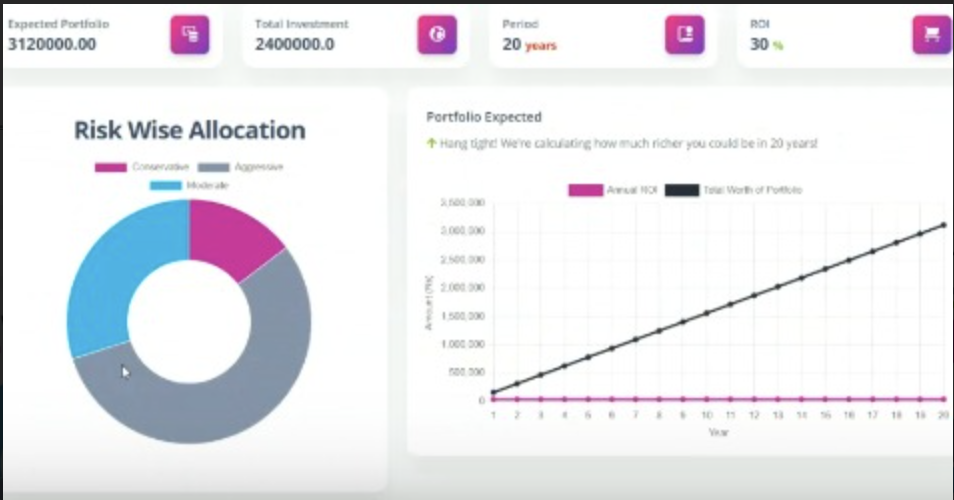 Expected Portfolio
3120000.00
Total Investment
2400000.0
Period
20 years
ROI
30 %
Risk Wise Allocation
Conservative
Aggressive
Moderate
Portfolio Expected
Hang tight! We're calculating how much richer you could be in 20 years!
Annual ROI
Total Worth of Portfolio
3,500,000
3,000,000
2,500,000
2,000,000
1,500,000
1,000,000
500,000
0
Amount
1 2 3 4 5 6 7 8 9 10 11 12 13 14 15 16 17 18 19 20
Year